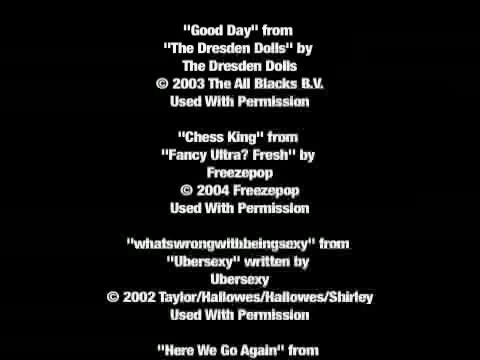 "Good Day" from
"The Dresden Dolls" by
The Dresden Dolls
© 2003 The All Blacks B.V.
Used With Permission
"Chess King" from
"Fancy Ultra? Fresh" by
Freezepop
© 2004 Freezepop
Used With Permission
"whatswrongwithbeingsexy" from
"Ubersexy" written by
Ubersexy
© 2002 Taylor/Hallowes/Hallowes/Shirley
Used With Permission
"Here We Go Again" from